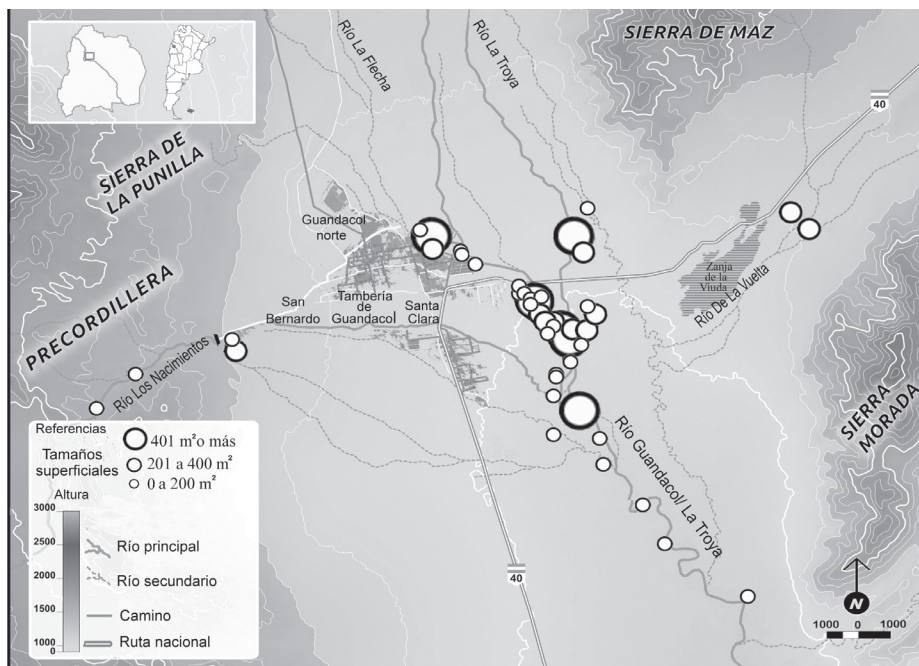 SIERRA DE MAZ
Río La Flecha
Río La Troya
40
SIERRA DE
LA PUNILLA
Guandacol
norte
Zanja
de la
Viuda
Río De La Vuelta
PRECORDILLERA
San
Bernardo
Tambería
de
Guandacol
Santa
Clara
Río Los Nacimientos
SIERRA
MORADA
Río Guandacol/ La Troya
Referencias
Tamaños
superficiales
401 m²o más
201 a 400 m²
0 a 200 m²
Altura
3000
2500
2000
1500
1000
0
Río principal
Río secundario
Camino
Ruta nacional
40
N
1000 0 1000